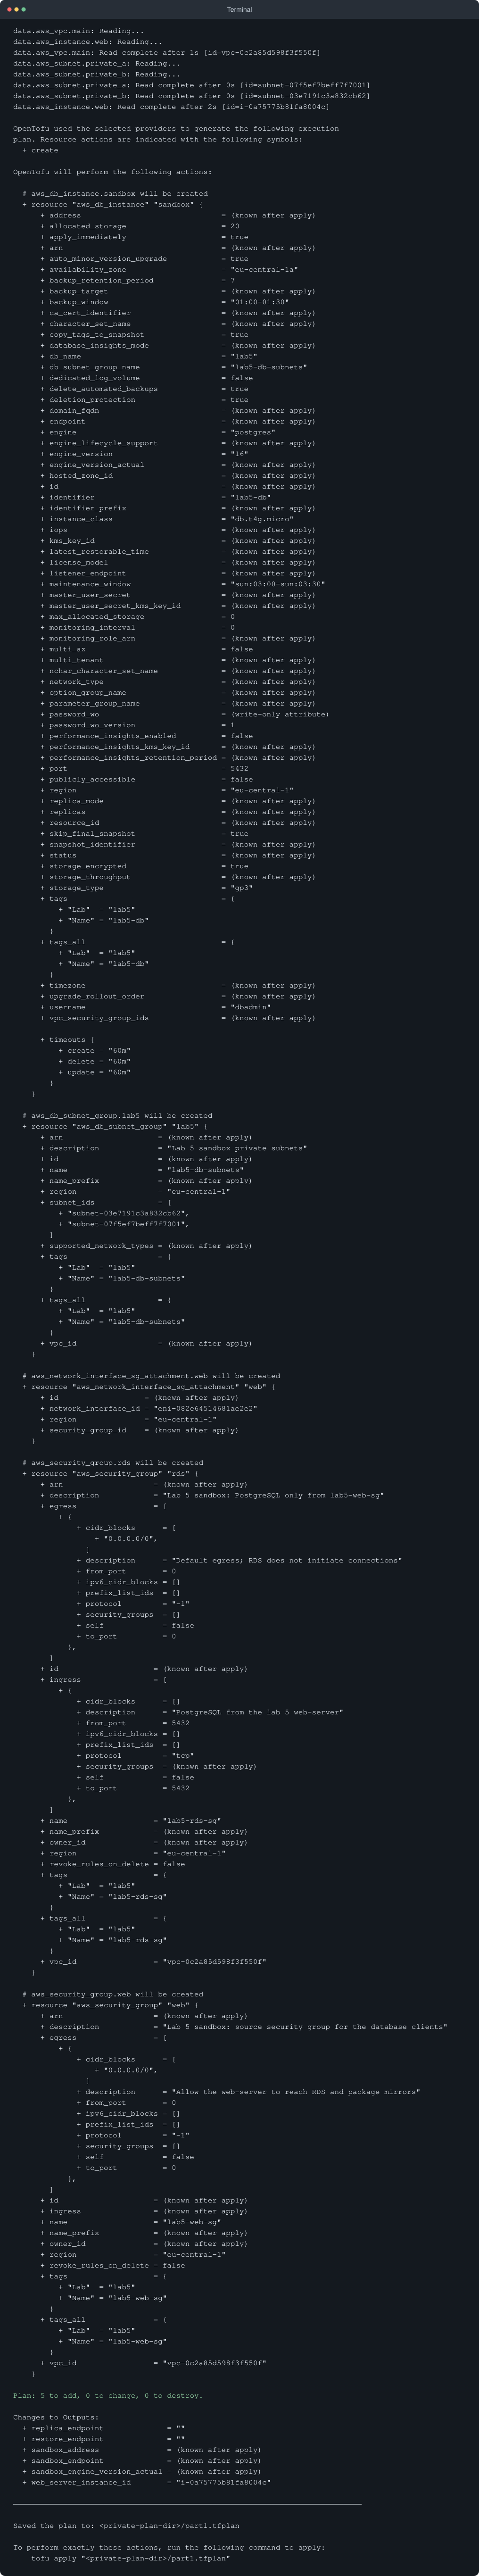 Terminal
data.aws_vpc.main: Reading...
data.aws_instance.web: Reading...
data.aws_vpc.main: Read complete after 1s [id=vpc-0c2a85d598f3f550f]
data.aws_subnet.private_a: Reading...
data.aws_subnet.private_b: Reading...
data.aws_subnet.private_a: Read complete after 0s [id=subnet-07f5ef7beff7f7001]
data.aws_subnet.private_b: Read complete after 0s [id=subnet-03e7191c3a832cb62]
data.aws_instance.web: Read complete after 2s [id=i-0a75775b81fa8004c]

OpenTofu used the selected providers to generate the following execution
plan. Resource actions are indicated with the following symbols:
  + create

OpenTofu will perform the following actions:

  # aws_db_instance.sandbox will be created
  + resource "aws_db_instance" "sandbox" {
      + address                               = (known after apply)
      + allocated_storage                     = 20
      + apply_immediately                     = true
      + arn                                   = (known after apply)
      + auto_minor_version_upgrade            = true
      + availability_zone                     = "eu-central-1a"
      + backup_retention_period               = 7
      + backup_target                         = (known after apply)
      + backup_window                         = "01:00-01:30"
      + ca_cert_identifier                    = (known after apply)
      + character_set_name                    = (known after apply)
      + copy_tags_to_snapshot                 = true
      + database_insights_mode                = (known after apply)
      + db_name                               = "lab5"
      + db_subnet_group_name                  = "lab5-db-subnets"
      + dedicated_log_volume                  = false
      + delete_automated_backups              = true
      + deletion_protection                   = true
      + domain_fqdn                           = (known after apply)
      + endpoint                              = (known after apply)
      + engine                                = "postgres"
      + engine_lifecycle_support              = (known after apply)
      + engine_version                        = "16"
      + engine_version_actual                 = (known after apply)
      + hosted_zone_id                        = (known after apply)
      + id                                    = (known after apply)
      + identifier                            = "lab5-db"
      + identifier_prefix                     = (known after apply)
      + instance_class                        = "db.t4g.micro"
      + iops                                  = (known after apply)
      + kms_key_id                            = (known after apply)
      + latest_restorable_time                = (known after apply)
      + license_model                         = (known after apply)
      + listener_endpoint                     = (known after apply)
      + maintenance_window                    = "sun:03:00-sun:03:30"
      + master_user_secret                    = (known after apply)
      + master_user_secret_kms_key_id         = (known after apply)
      + max_allocated_storage                 = 0
      + monitoring_interval                   = 0
      + monitoring_role_arn                   = (known after apply)
      + multi_az                              = false
      + multi_tenant                          = (known after apply)
      + nchar_character_set_name              = (known after apply)
      + network_type                          = (known after apply)
      + option_group_name                     = (known after apply)
      + parameter_group_name                  = (known after apply)
      + password_wo                           = (write-only attribute)
      + password_wo_version                   = 1
      + performance_insights_enabled          = false
      + performance_insights_kms_key_id       = (known after apply)
      + performance_insights_retention_period = (known after apply)
      + port                                  = 5432
      + publicly_accessible                   = false
      + region                                = "eu-central-1"
      + replica_mode                          = (known after apply)
      + replicas                              = (known after apply)
      + resource_id                           = (known after apply)
      + skip_final_snapshot                   = true
      + snapshot_identifier                   = (known after apply)
      + status                                = (known after apply)
      + storage_encrypted                     = true
      + storage_throughput                    = (known after apply)
      + storage_type                          = "gp3"
      + tags                                  = {
          + "Lab"  = "lab5"
          + "Name" = "lab5-db"
        }
      + tags_all                              = {
          + "Lab"  = "lab5"
          + "Name" = "lab5-db"
        }
      + timezone                              = (known after apply)
      + upgrade_rollout_order                 = (known after apply)
      + username                              = "dbadmin"
      + vpc_security_group_ids                = (known after apply)

      + timeouts {
          + create = "60m"
          + delete = "60m"
          + update = "60m"
        }
    }

  # aws_db_subnet_group.lab5 will be created
  + resource "aws_db_subnet_group" "lab5" {
      + arn                     = (known after apply)
      + description             = "Lab 5 sandbox private subnets"
      + id                      = (known after apply)
      + name                    = "lab5-db-subnets"
      + name_prefix             = (known after apply)
      + region                  = "eu-central-1"
      + subnet_ids              = [
          + "subnet-03e7191c3a832cb62",
          + "subnet-07f5ef7beff7f7001",
        ]
      + supported_network_types = (known after apply)
      + tags                    = {
          + "Lab"  = "lab5"
          + "Name" = "lab5-db-subnets"
        }
      + tags_all                = {
          + "Lab"  = "lab5"
          + "Name" = "lab5-db-subnets"
        }
      + vpc_id                  = (known after apply)
    }

  # aws_network_interface_sg_attachment.web will be created
  + resource "aws_network_interface_sg_attachment" "web" {
      + id                   = (known after apply)
      + network_interface_id = "eni-082e64514681ae2e2"
      + region               = "eu-central-1"
      + security_group_id    = (known after apply)
    }

  # aws_security_group.rds will be created
  + resource "aws_security_group" "rds" {
      + arn                    = (known after apply)
      + description            = "Lab 5 sandbox: PostgreSQL only from lab5-web-sg"
      + egress                 = [
          + {
              + cidr_blocks      = [
                  + "0.0.0.0/0",
                ]
              + description      = "Default egress; RDS does not initiate connections"
              + from_port        = 0
              + ipv6_cidr_blocks = []
              + prefix_list_ids  = []
              + protocol         = "-1"
              + security_groups  = []
              + self             = false
              + to_port          = 0
            },
        ]
      + id                     = (known after apply)
      + ingress                = [
          + {
              + cidr_blocks      = []
              + description      = "PostgreSQL from the lab 5 web-server"
              + from_port        = 5432
              + ipv6_cidr_blocks = []
              + prefix_list_ids  = []
              + protocol         = "tcp"
              + security_groups  = (known after apply)
              + self             = false
              + to_port          = 5432
            },
        ]
      + name                   = "lab5-rds-sg"
      + name_prefix            = (known after apply)
      + owner_id               = (known after apply)
      + region                 = "eu-central-1"
      + revoke_rules_on_delete = false
      + tags                   = {
          + "Lab"  = "lab5"
          + "Name" = "lab5-rds-sg"
        }
      + tags_all               = {
          + "Lab"  = "lab5"
          + "Name" = "lab5-rds-sg"
        }
      + vpc_id                 = "vpc-0c2a85d598f3f550f"
    }

  # aws_security_group.web will be created
  + resource "aws_security_group" "web" {
      + arn                    = (known after apply)
      + description            = "Lab 5 sandbox: source security group for the database clients"
      + egress                 = [
          + {
              + cidr_blocks      = [
                  + "0.0.0.0/0",
                ]
              + description      = "Allow the web-server to reach RDS and package mirrors"
              + from_port        = 0
              + ipv6_cidr_blocks = []
              + prefix_list_ids  = []
              + protocol         = "-1"
              + security_groups  = []
              + self             = false
              + to_port          = 0
            },
        ]
      + id                     = (known after apply)
      + ingress                = (known after apply)
      + name                   = "lab5-web-sg"
      + name_prefix            = (known after apply)
      + owner_id               = (known after apply)
      + region                 = "eu-central-1"
      + revoke_rules_on_delete = false
      + tags                   = {
          + "Lab"  = "lab5"
          + "Name" = "lab5-web-sg"
        }
      + tags_all               = {
          + "Lab"  = "lab5"
          + "Name" = "lab5-web-sg"
        }
      + vpc_id                 = "vpc-0c2a85d598f3f550f"
    }

Plan: 5 to add, 0 to change, 0 to destroy.

Changes to Outputs:
  + replica_endpoint              = ""
  + restore_endpoint              = ""
  + sandbox_address               = (known after apply)
  + sandbox_endpoint              = (known after apply)
  + sandbox_engine_version_actual = (known after apply)
  + web_server_instance_id        = "i-0a75775b81fa8004c"

Saved the plan to: <private-plan-dir>/part1.tfplan

To perform exactly these actions, run the following command to apply:
    tofu apply "<private-plan-dir>/part1.tfplan"